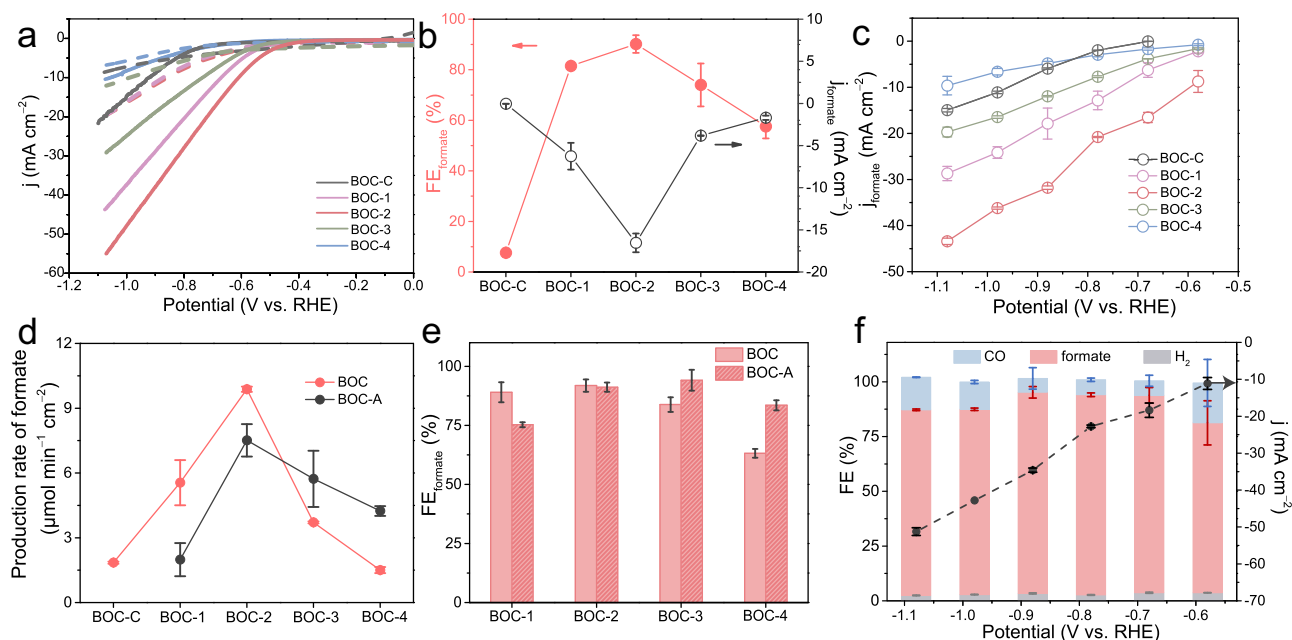 a
0
-10
-20
-30
-40
-50
-60
j (mA cm⁻²)
BOC-C
BOC-1
BOC-2
BOC-3
BOC-4
-1.2
-1.0
-0.8
-0.6
-0.4
-0.2
0.0
Potential (V vs. RHE)
b
100
80
60
40
20
0
FEformate (%)
10
5
0
-5
-10
-15
-20
jformate (mA cm⁻²)
BOC-C
BOC-1
BOC-2
BOC-3
BOC-4
c
0
-10
-20
-30
-40
-50
jformate (mA cm⁻²)
BOC-C
BOC-1
BOC-2
BOC-3
BOC-4
-1.1
-1.0
-0.9
-0.8
-0.7
-0.6
-0.5
Potential (V vs. RHE)
d
12
9
6
3
0
Production rate of formate
(μmol min⁻¹ cm⁻²)
BOC
BOC-A
BOC-C
BOC-1
BOC-2
BOC-3
BOC-4
e
100
75
50
25
0
FEformate (%)
BOC
BOC-A
BOC-1
BOC-2
BOC-3
BOC-4
f
CO
formate
H₂
100
75
50
25
0
FE (%)
0
-10
-20
-30
-40
-50
-60
-70
j (mA cm⁻²)
-1.1
-1.0
-0.9
-0.8
-0.7
-0.6
Potential (V vs. RHE)